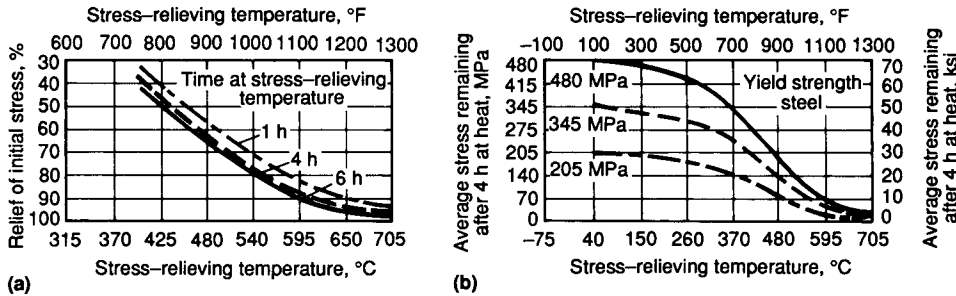 (a)
Stress–relieving temperature, °F
600 700 800 900 1000 1100 1200 1300
Relief of initial stress, %
30
40
50
60
70
80
90
100
Time at stress–relieving
temperature
1 h
4 h
6 h
315 370 425 480 540 595 650 705
Stress–relieving temperature, °C
(b)
Stress–relieving temperature, °F
–100 100 300 500 700 900 1100 1300
Average stress remaining
after 4 h at heat, MPa
480
415
345
275
205
140
70
0
480 MPa
345 MPa
205 MPa
Yield strength
steel
70
60
50
40
30
20
10
0
Average stress remaining
after 4 h at heat, ksi
–75 40 150 260 370 480 595 705
Stress–relieving temperature, °C